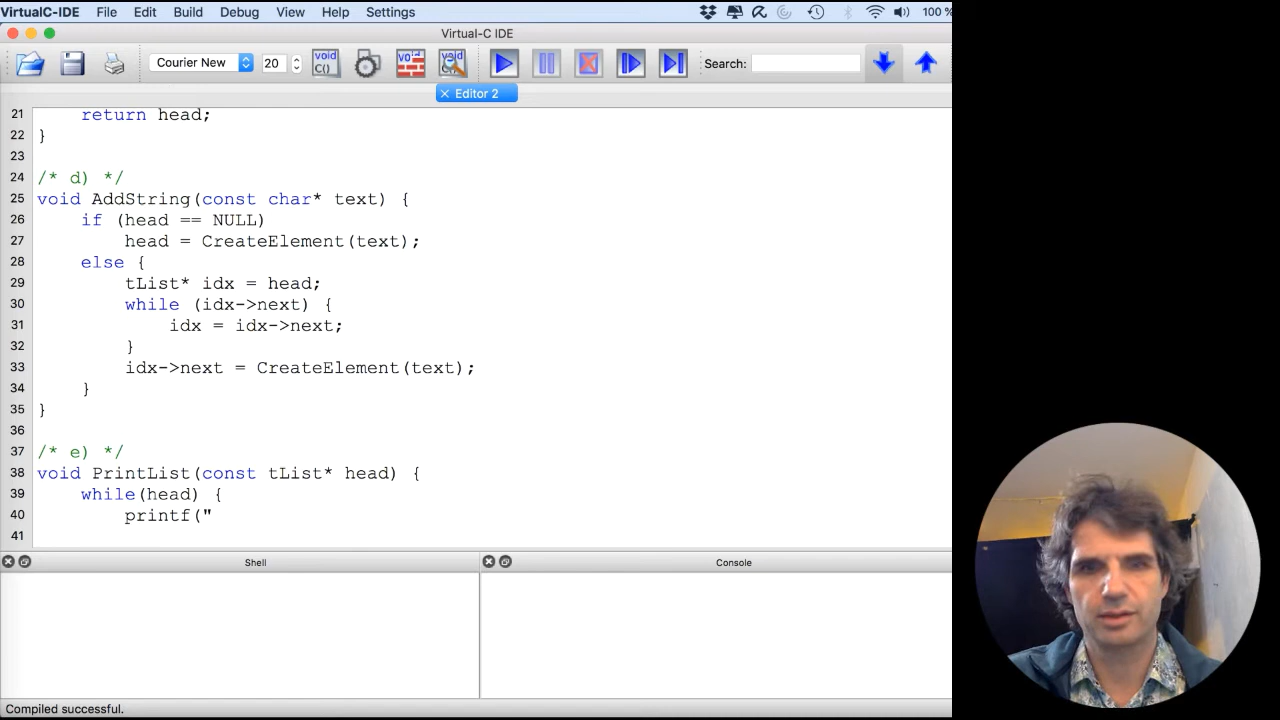 VirtualC-IDE File Edit Build Debug View Help Settings 100 %
Virtual-C IDE
Courier New 20 void C() Search:
Editor 2
21 return head;
22 }
23
24 /* d) */
25 void AddString(const char* text) {
26 if (head == NULL)
27 head = CreateElement(text);
28 else {
29 tList* idx = head;
30 while (idx->next) {
31 idx = idx->next;
32 }
33 idx->next = CreateElement(text);
34 }
35 }
36
37 /* e) */
38 void PrintList(const tList* head) {
39 while(head) {
40 printf("
41
Shell Console
Compiled successful.